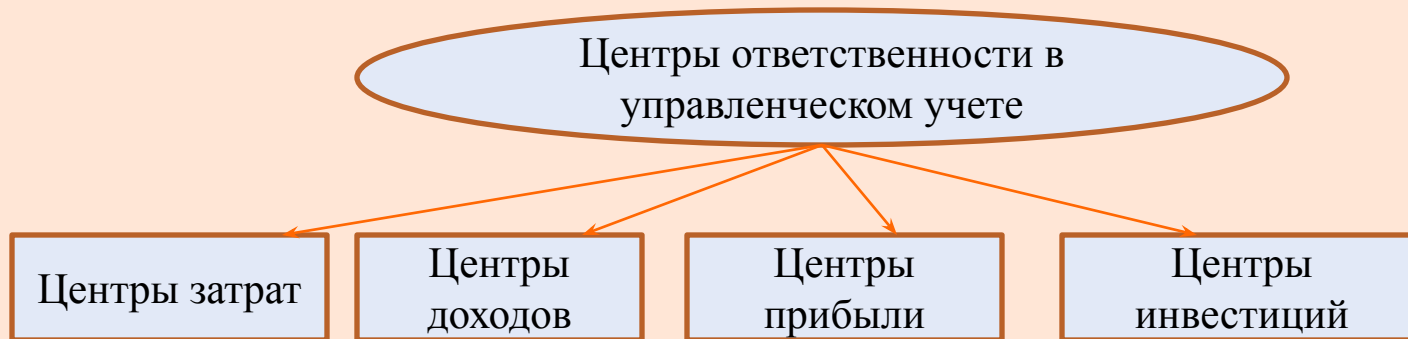 Центры ответственности в
управленческом учете
Центры затрат
Центры
доходов
Центры
прибыли
Центры
инвестиций